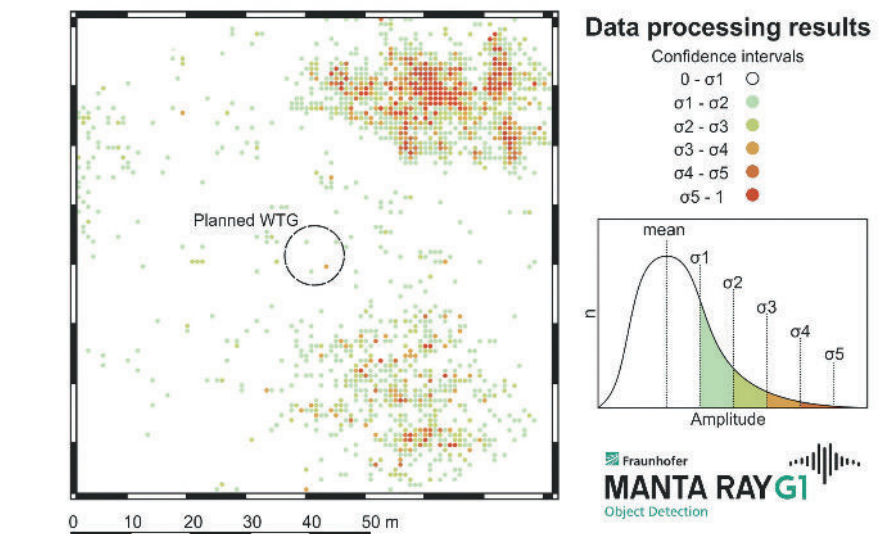 Data processing results
Confidence intervals
0 - σ1
σ1 - σ2
σ2 - σ3
σ3 - σ4
σ4 - σ5
σ5 - 1
Planned WTG
mean
σ1
σ2
σ3
σ4
σ5
n
Amplitude
Fraunhofer
MANTA RAY G1
Object Detection
0 10 20 30 40 50 m